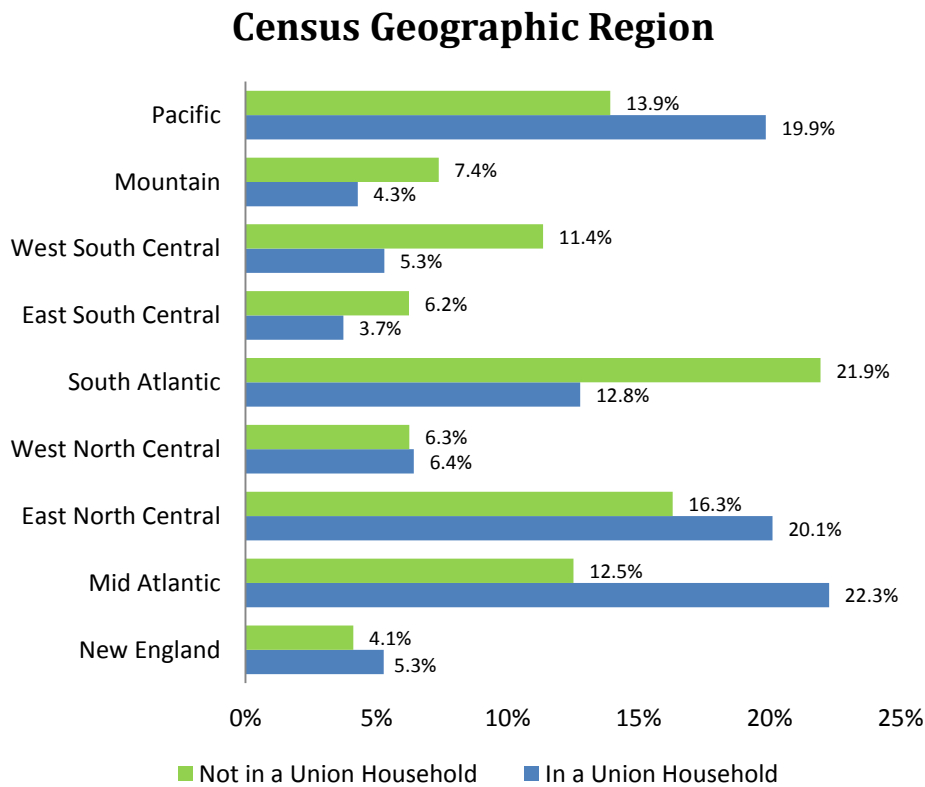 Census Geographic Region
Pacific
13.9%
19.9%
Mountain
7.4%
4.3%
West South Central
11.4%
5.3%
East South Central
6.2%
3.7%
South Atlantic
21.9%
12.8%
West North Central
6.3%
6.4%
East North Central
16.3%
20.1%
Mid Atlantic
12.5%
22.3%
New England
4.1%
5.3%
0% 5% 10% 15% 20% 25%
Not in a Union Household In a Union Household